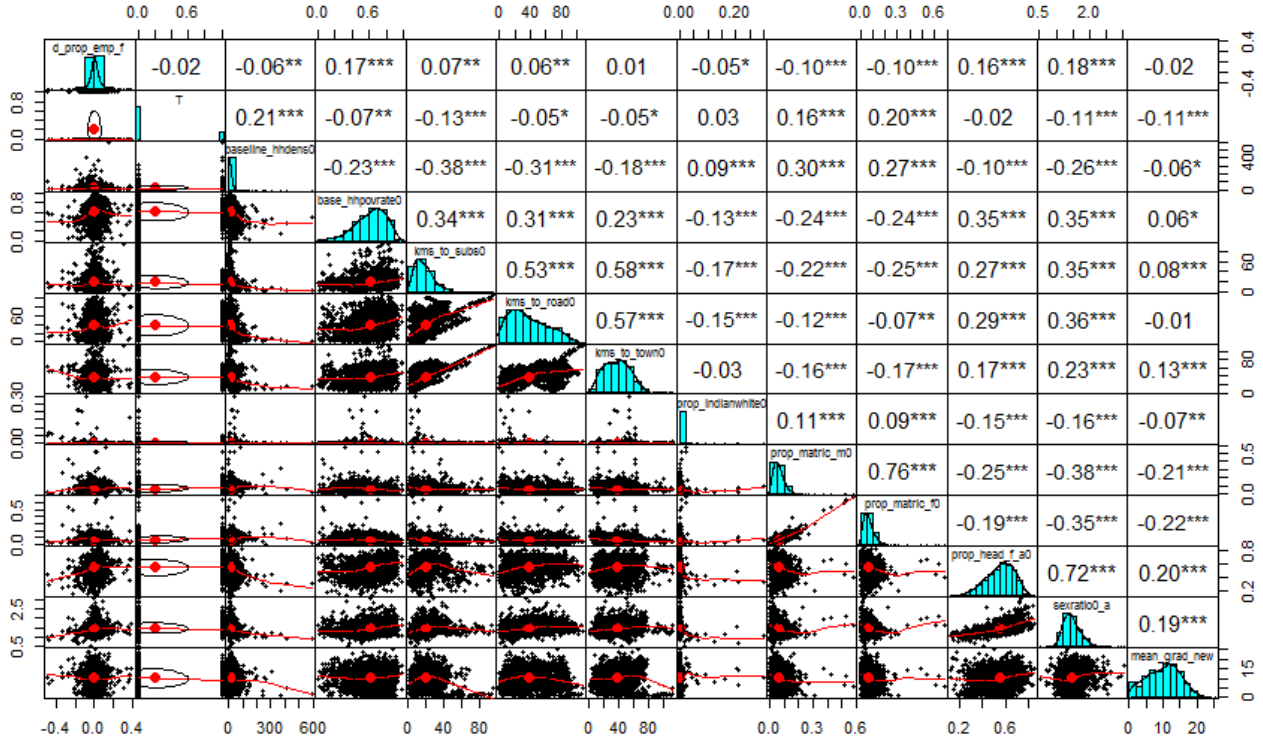 0.0 0.6 0.0 0.6 0 40 80 0.00 0.20 0.0 0.3 0.6 0.5 2.0
d_prop_emp_f -0.02 -0.06** 0.17*** 0.07** 0.06** 0.01 -0.05* -0.10*** -0.10*** 0.16*** 0.18*** -0.02 -0.4 0.4
0.0 0.8 T 0.21*** -0.07** -0.13*** -0.05* -0.05* 0.03 0.16*** 0.20*** -0.02 -0.11*** -0.11***
baseline_hhdens0 -0.23*** -0.38*** -0.31*** -0.18*** 0.09*** 0.30*** 0.27*** -0.10*** -0.26*** -0.06* 0 400
0.0 0.8 base_hhpovrate0 0.34*** 0.31*** 0.23*** -0.13*** -0.24*** -0.24*** 0.35*** 0.35*** 0.06*
kms_to_subs0 0.53*** 0.58*** -0.17*** -0.22*** -0.25*** 0.27*** 0.35*** 0.08*** 0 60
0 60 kms_to_road0 0.57*** -0.15*** -0.12*** -0.07** 0.29*** 0.36*** -0.01
kms_to_town0 -0.03 -0.16*** -0.17*** 0.17*** 0.23*** 0.13*** 0 80
0.00 0.30 prop_indianwhite0 0.11*** 0.09*** -0.15*** -0.16*** -0.07**
prop_matric_m0 0.76*** -0.25*** -0.38*** -0.21*** 0.0 0.5
0.0 0.5 prop_matric_f0 -0.19*** -0.35*** -0.22***
prop_head_f_a0 0.72*** 0.20*** 0.2 0.8
0.5 2.5 sexratio0_a 0.19***
mean_grad_new 0 15
-0.4 0.0 0.4 0 300 600 0 40 80 0 40 80 0.0 0.3 0.6 0.2 0.6 0 10 20